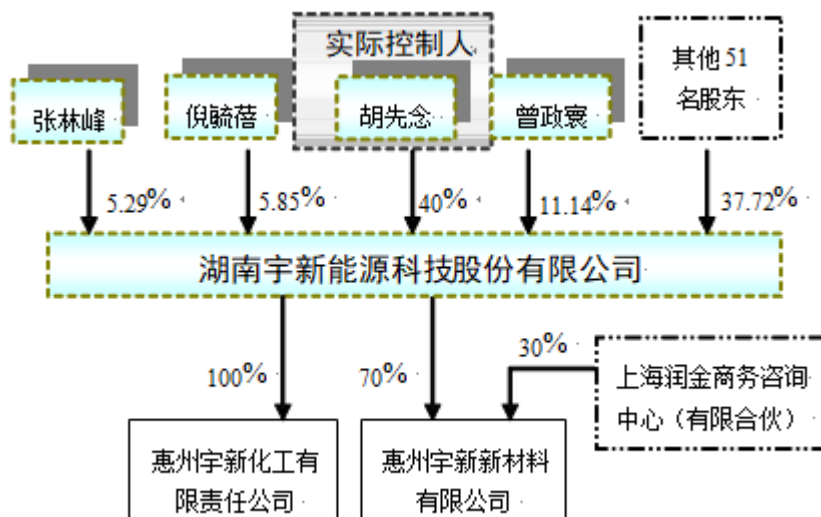 实际控制人
其他 51
名股东
张林峰
倪毓蓓
胡先念
曾政寰
5.29%
5.85%
40%
11.14%
37.72%
湖南宇新能源科技股份有限公司
100%
70%
30%
上海润金商务咨询
中心（有限合伙）
惠州宇新化工有
限责任公司
惠州宇新新材料
有限公司